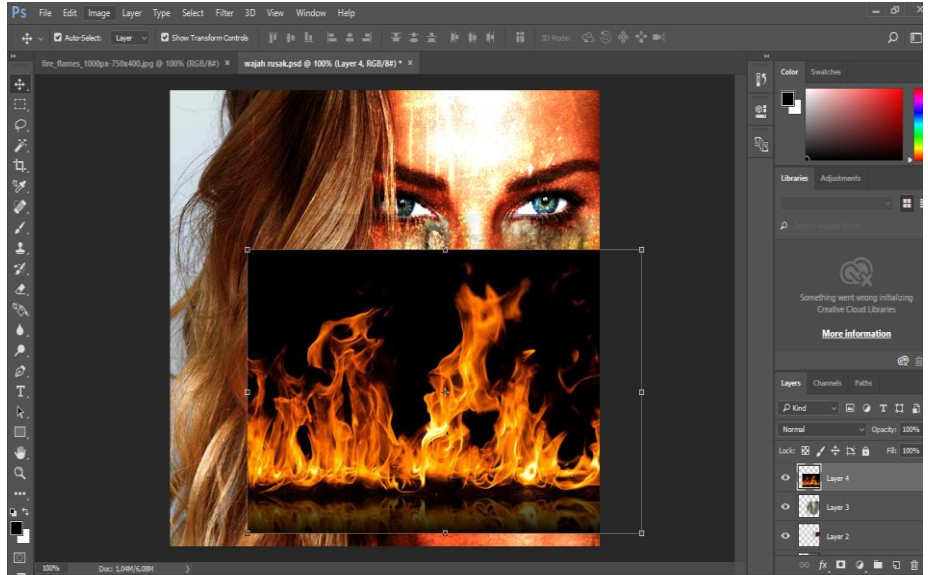 Ps File Edit Image Layer Type Select Filter 3D View Window Help
Auto-Select: Layer Show Transform Controls 3D Mode:
fire_flames_1000px-750x400.jpg @ 100% (RGB/8#) × wajah rusak.psd @ 100% (Layer 4, RGB/8#) * ×
Color Swatches
Libraries Adjustments
Something went wrong initializing
Creative Cloud Libraries
More information
Layers Channels Paths
Kind
Normal Opacity: 100%
Lock: Fill: 100%
Layer 4
Layer 3
Layer 2
100% Doc: 1,04M/6,08M
fx